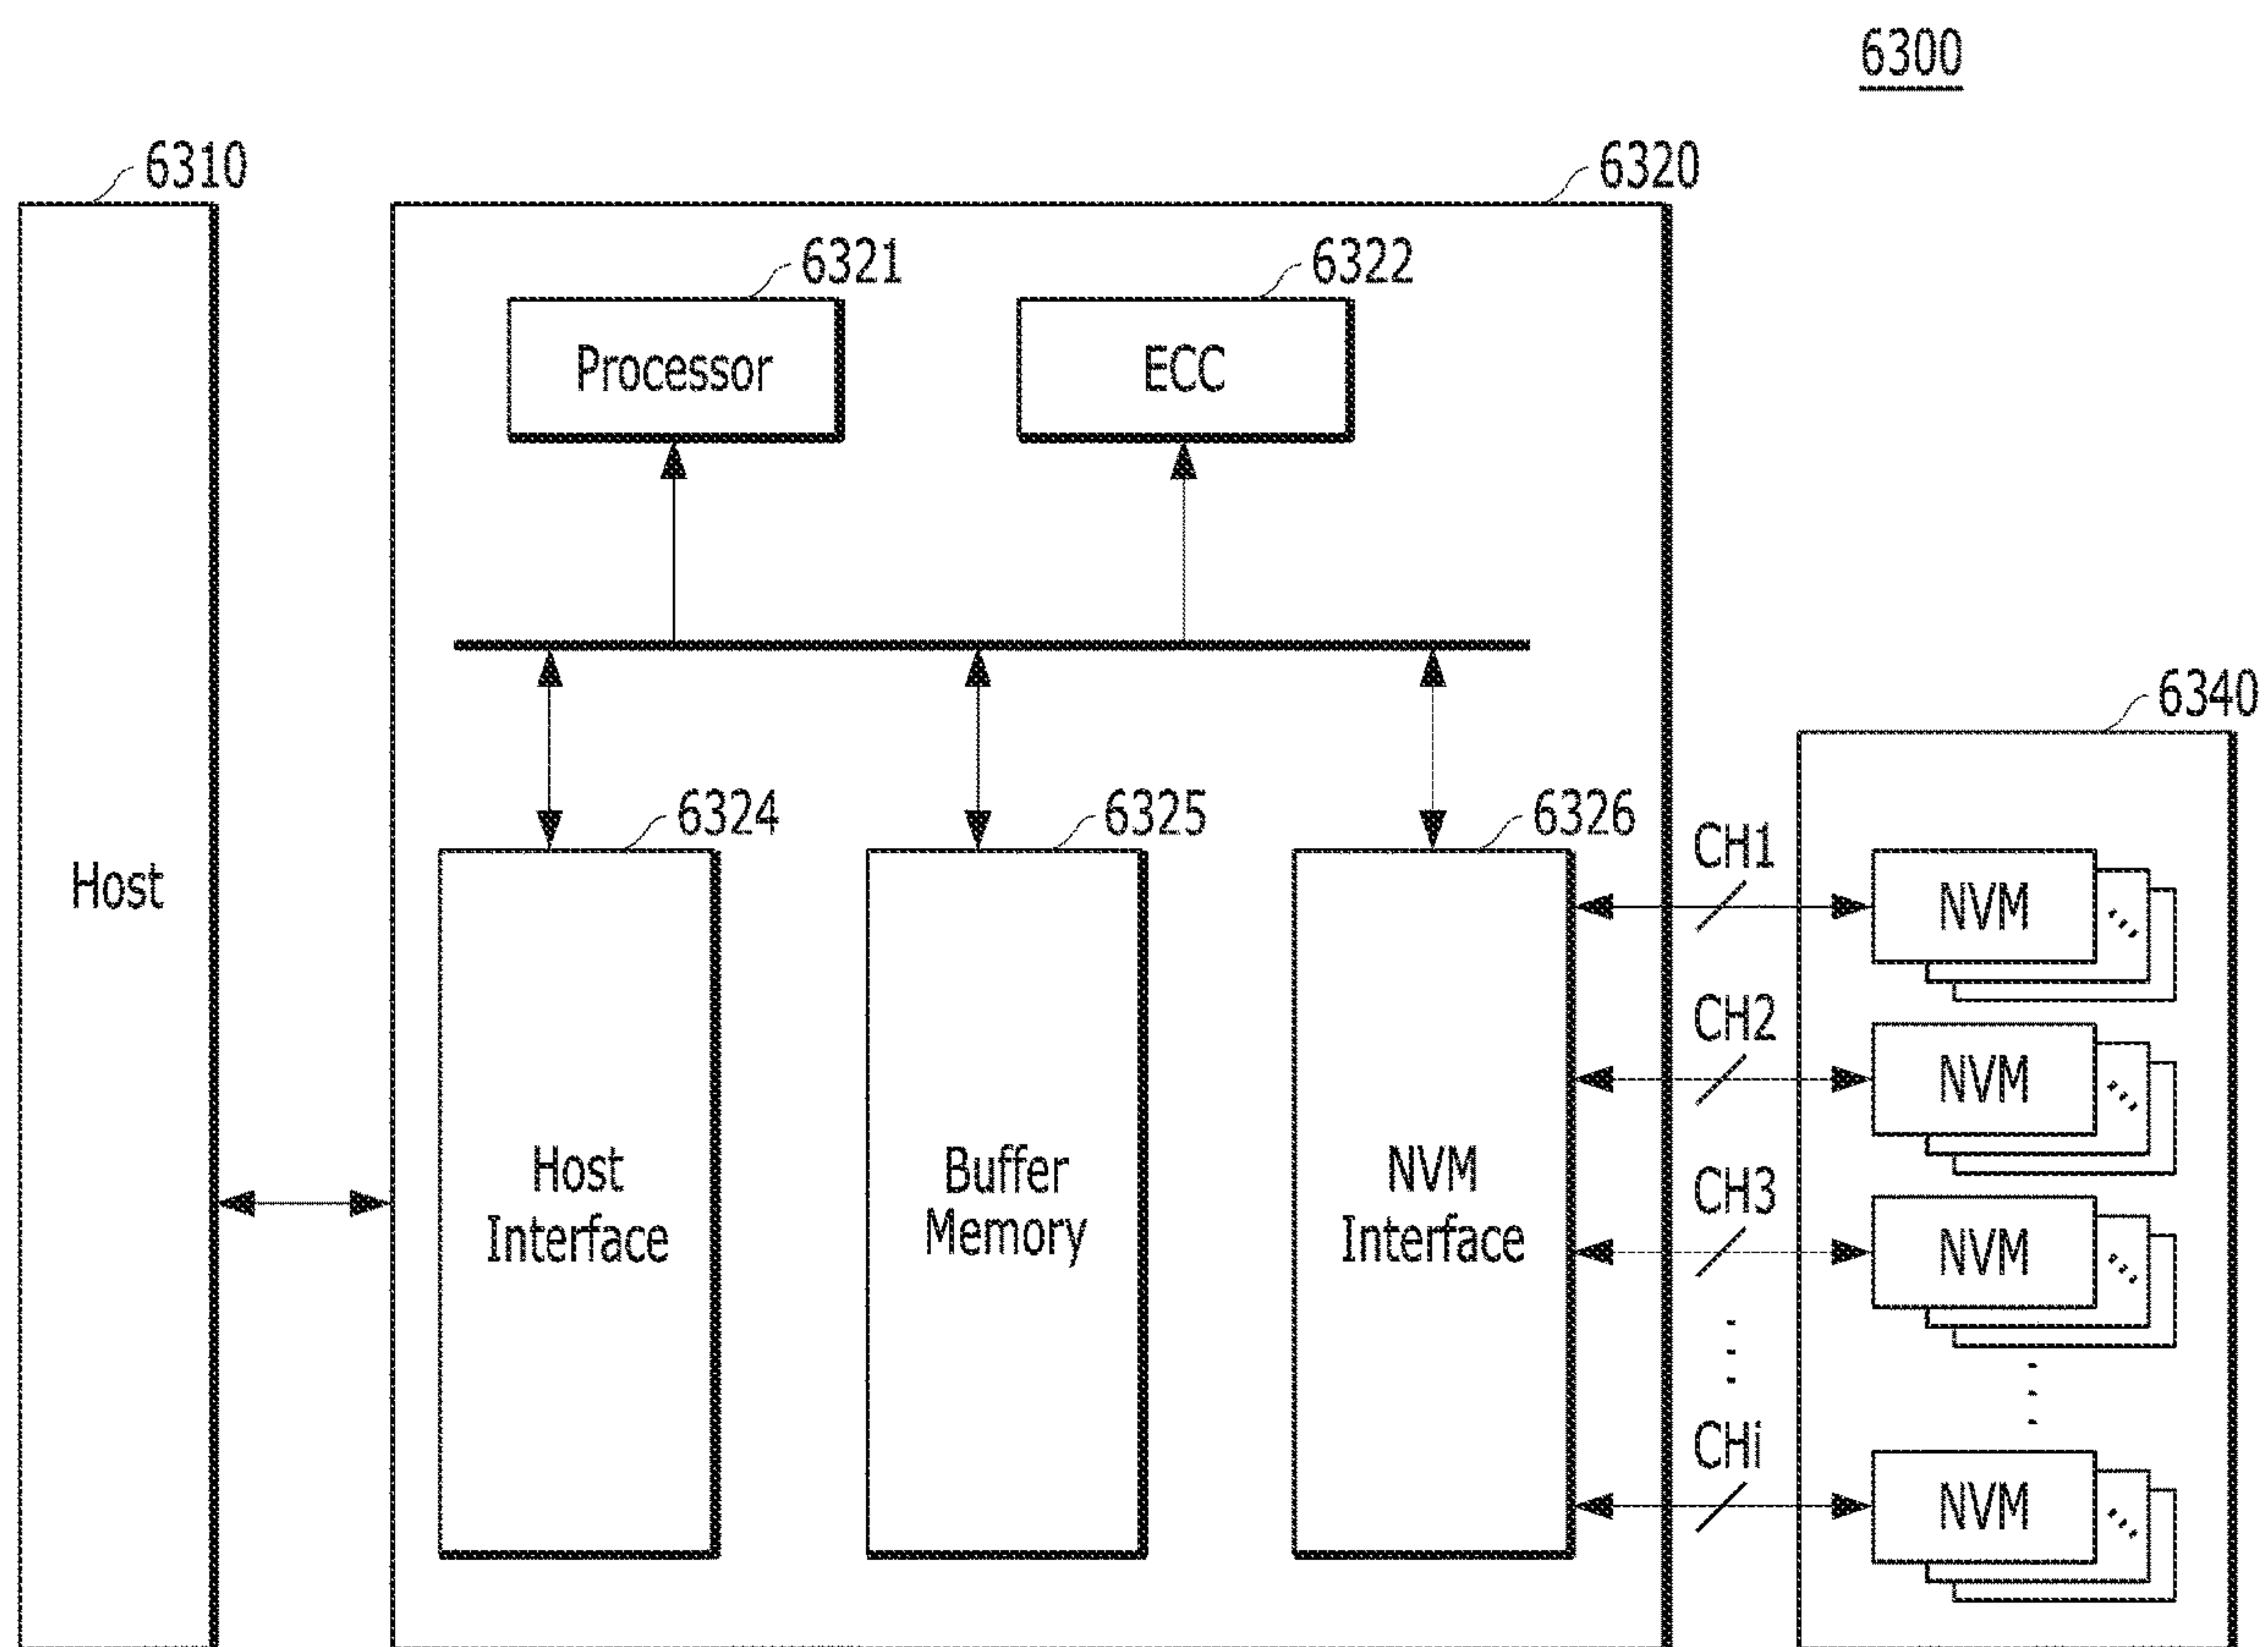 6300
6310
6320
6321
6322
Processor
ECC
6340
6324
6325
6326
CH1
Host
NVM
CH2
NVM
Host
Interface
Buffer
Memory
NVM
Interface
CH3
NVM
CHi
NVM